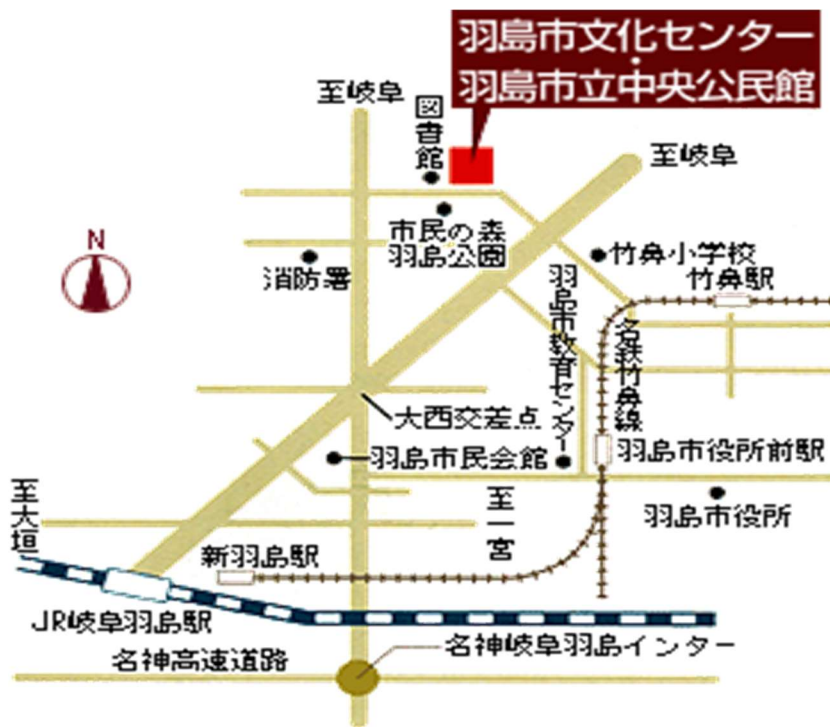 羽島市文化センター
・
羽島市立中央公民館
至岐阜
図書館
至岐阜
市民の森
羽島公園
竹鼻小学校
消防署
竹鼻駅
N
羽島市教育センター
名鉄竹鼻線
大西交差点
羽島市民会館
羽島市役所前駅
至大垣
至一宮
羽島市役所
新羽島駅
JR岐阜羽島駅
名神岐阜羽島インター
名神高速道路